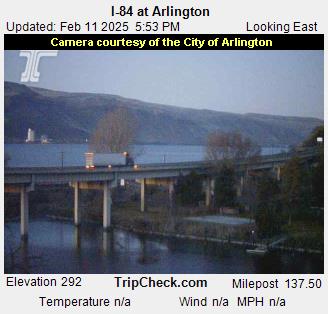 I-84 at Arlington
Updated: Feb 11 2025 5:53 PM Looking East
Camera courtesy of the City of Arlington
Elevation 292 TripCheck.com Milepost 137.50
Temperature n/a Wind n/a MPH n/a